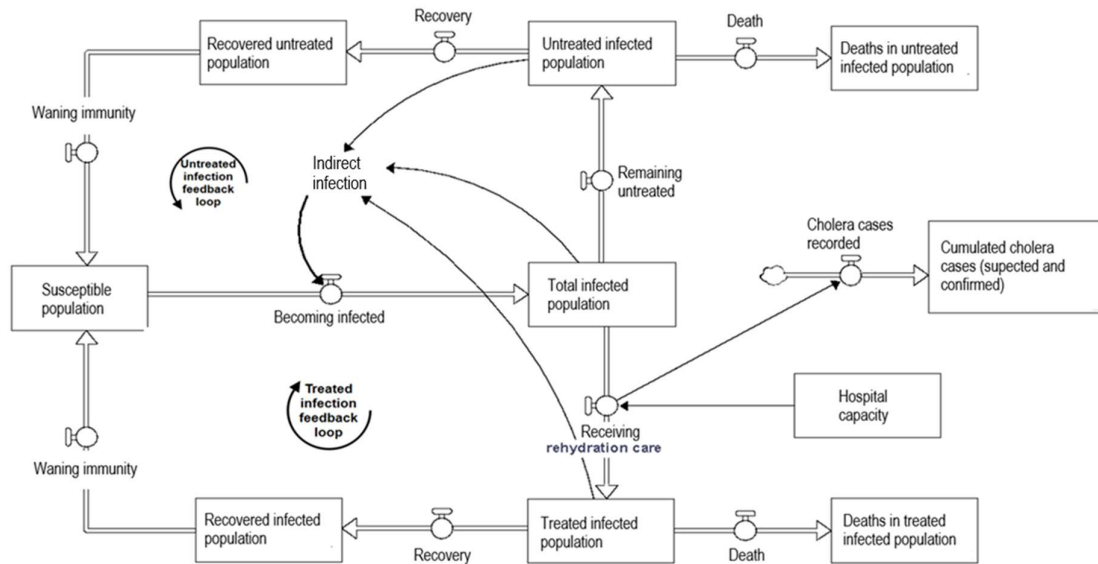 Recovery
Death
Recovered untreated
population
Untreated infected
population
Deaths in untreated
infected population
Waning immunity
Untreated
infection
feedback
loop
Indirect
infection
Remaining
untreated
Cholera cases
recorded
Cumulated cholera
cases (supected and
confirmed)
Susceptible
population
Becoming infected
Total infected
population
Treated
infection
feedback
loop
Hospital
capacity
Receiving
rehydration care
Waning immunity
Recovered infected
population
Recovery
Treated infected
population
Death
Deaths in treated
infected population